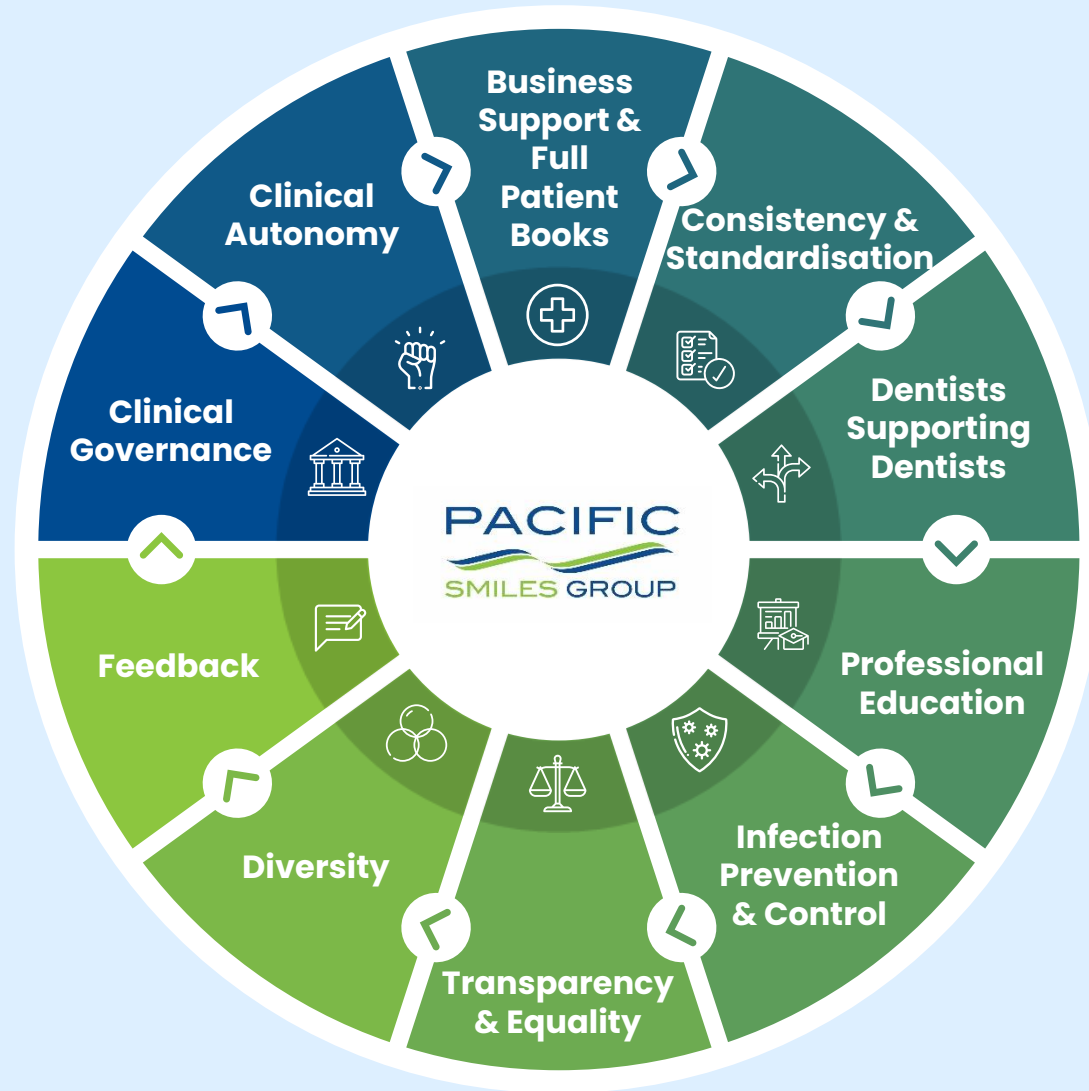 Business
Support &
Full
Patient
Books
Consistency &
Standardisation
Dentists
Supporting
Dentists
Professional
Education
Infection
Prevention
& Control
Transparency
& Equality
Diversity
Feedback
Clinical
Governance
Clinical
Autonomy
PACIFIC
SMILES GROUP